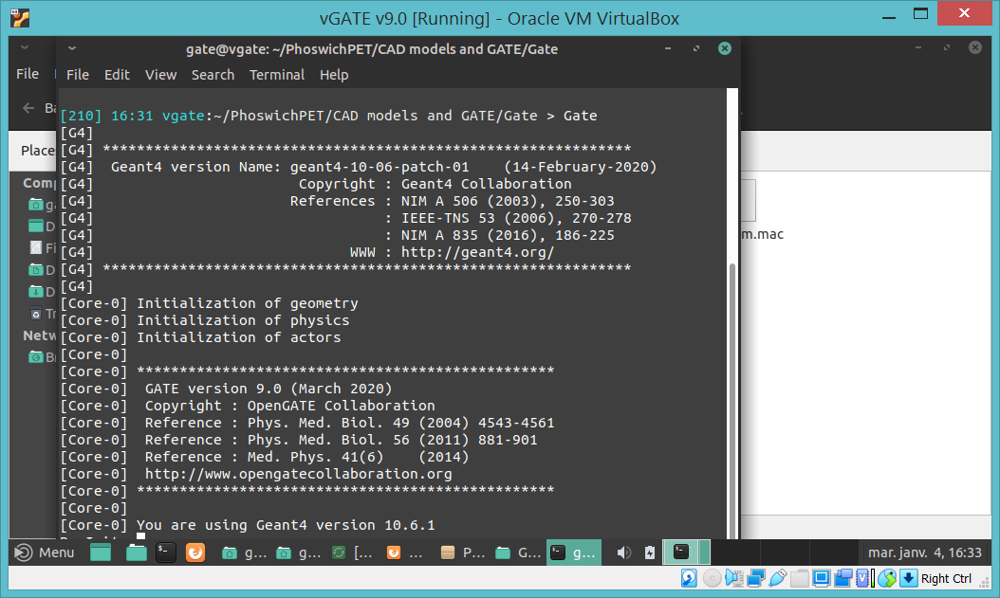 vGATE v9.0 [Running] - Oracle VM VirtualBox
gate@vgate: ~/PhoswichPET/CAD models and GATE/Gate
File
File Edit View Search Terminal Help
[210] 16:31 vgate:~/PhoswichPET/CAD models and GATE/Gate > Gate
[G4]
[G4] **************************************************************
[G4] Geant4 version Name: geant4-10-06-patch-01 (14-February-2020)
[G4] Copyright : Geant4 Collaboration
[G4] References : NIM A 506 (2003), 250-303
[G4] : IEEE-TNS 53 (2006), 270-278
[G4] : NIM A 835 (2016), 186-225
[G4] WWW : http://geant4.org/
[G4] **************************************************************
[G4]
[Core-0] Initialization of geometry
[Core-0] Initialization of physics
[Core-0] Initialization of actors
[Core-0]
[Core-0] *************************************************
[Core-0] GATE version 9.0 (March 2020)
[Core-0] Copyright : OpenGATE Collaboration
[Core-0] Reference : Phys. Med. Biol. 49 (2004) 4543-4561
[Core-0] Reference : Phys. Med. Biol. 56 (2011) 881-901
[Core-0] Reference : Med. Phys. 41(6) (2014)
[Core-0] http://www.opengatecollaboration.org
[Core-0] *************************************************
[Core-0]
[Core-0] You are using Geant4 version 10.6.1
Ba
Place
Comp
g
D
Fi
D
D
Tr
Netw
Br
m.mac
Menu g... g... [... ... P... G... g... mar. janv. 4, 16:33
Right Ctrl